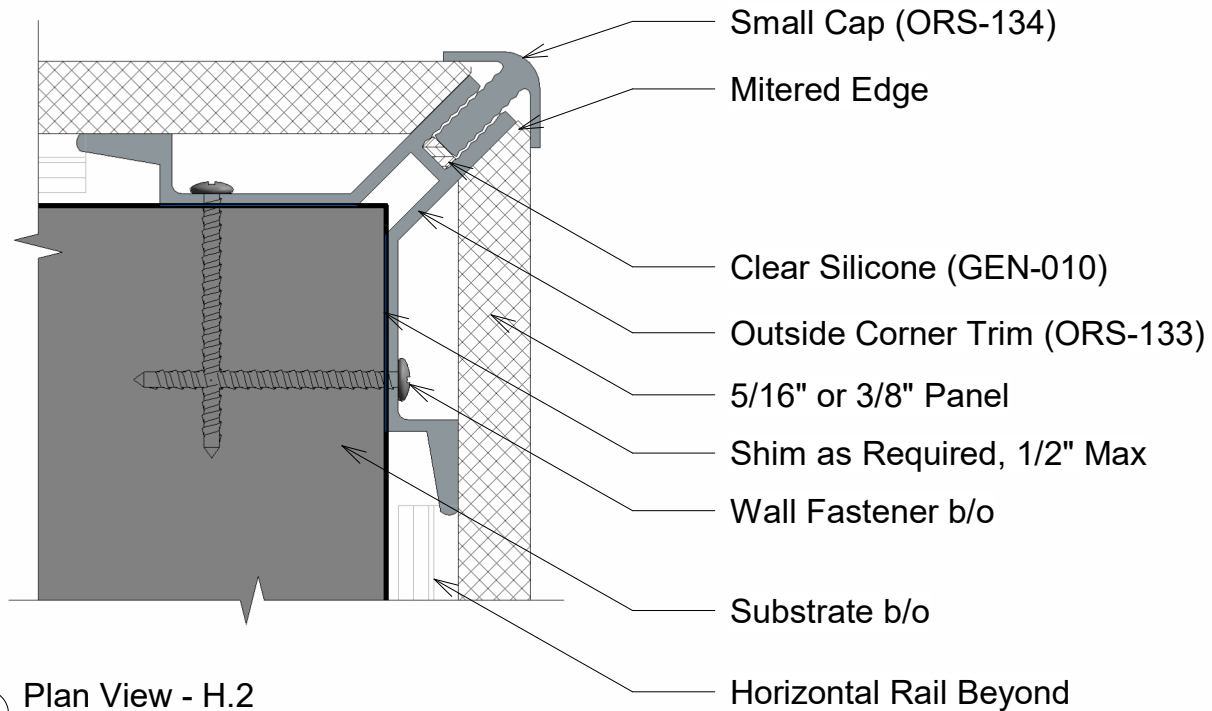 Small Cap (ORS-134)
Mitered Edge
Clear Silicone (GEN-010)
Outside Corner Trim (ORS-133)
5/16" or 3/8" Panel
Shim as Required, 1/2" Max
Wall Fastener b/o
Substrate b/o
Horizontal Rail Beyond
Plan View - H.2